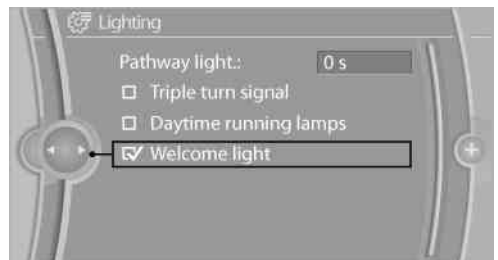 Lighting
Pathway light.: 0 s
Triple turn signal
Daytime running lamps
Welcome light